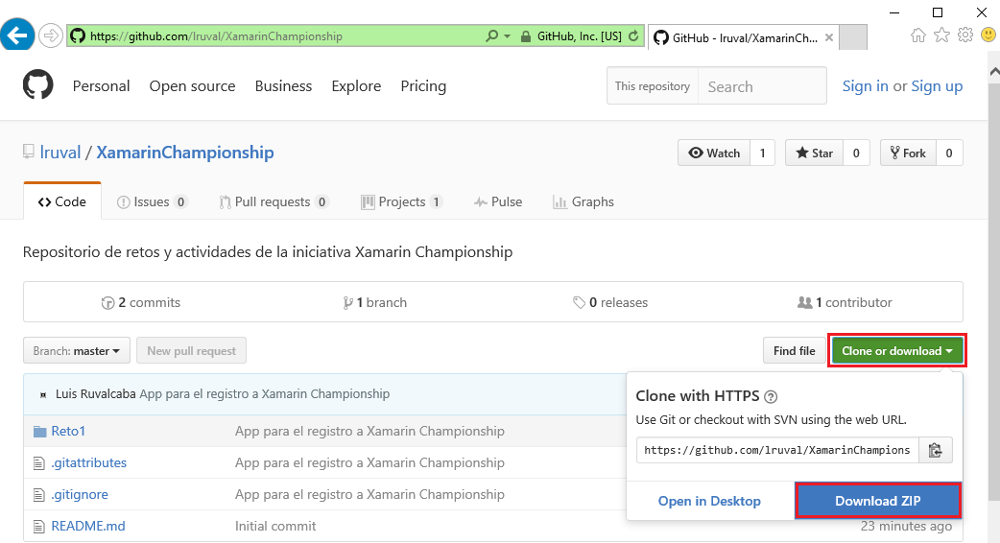 https://github.com/lruval/XamarinChampionship GitHub, Inc. [US] GitHub - lruval/XamarinCh...
Personal Open source Business Explore Pricing This repository Search Sign in or Sign up
lruval / XamarinChampionship Watch 1 Star 0 Fork 0
Code Issues 0 Pull requests 0 Projects 1 Pulse Graphs
Repositorio de retos y actividades de la iniciativa Xamarin Championship
2 commits 1 branch 0 releases 1 contributor
Branch: master New pull request Find file Clone or download
Luis Ruvalcaba App para el registro a Xamarin Championship
Clone with HTTPS ?
Use Git or checkout with SVN using the web URL.
Reto1 App para el registro a Xamarin Championship
https://github.com/lruval/XamarinChampions
.gitattributes App para el registro a Xamarin Championship
.gitignore App para el registro a Xamarin Championship
Open in Desktop Download ZIP
README.md Initial commit 23 minutes ago